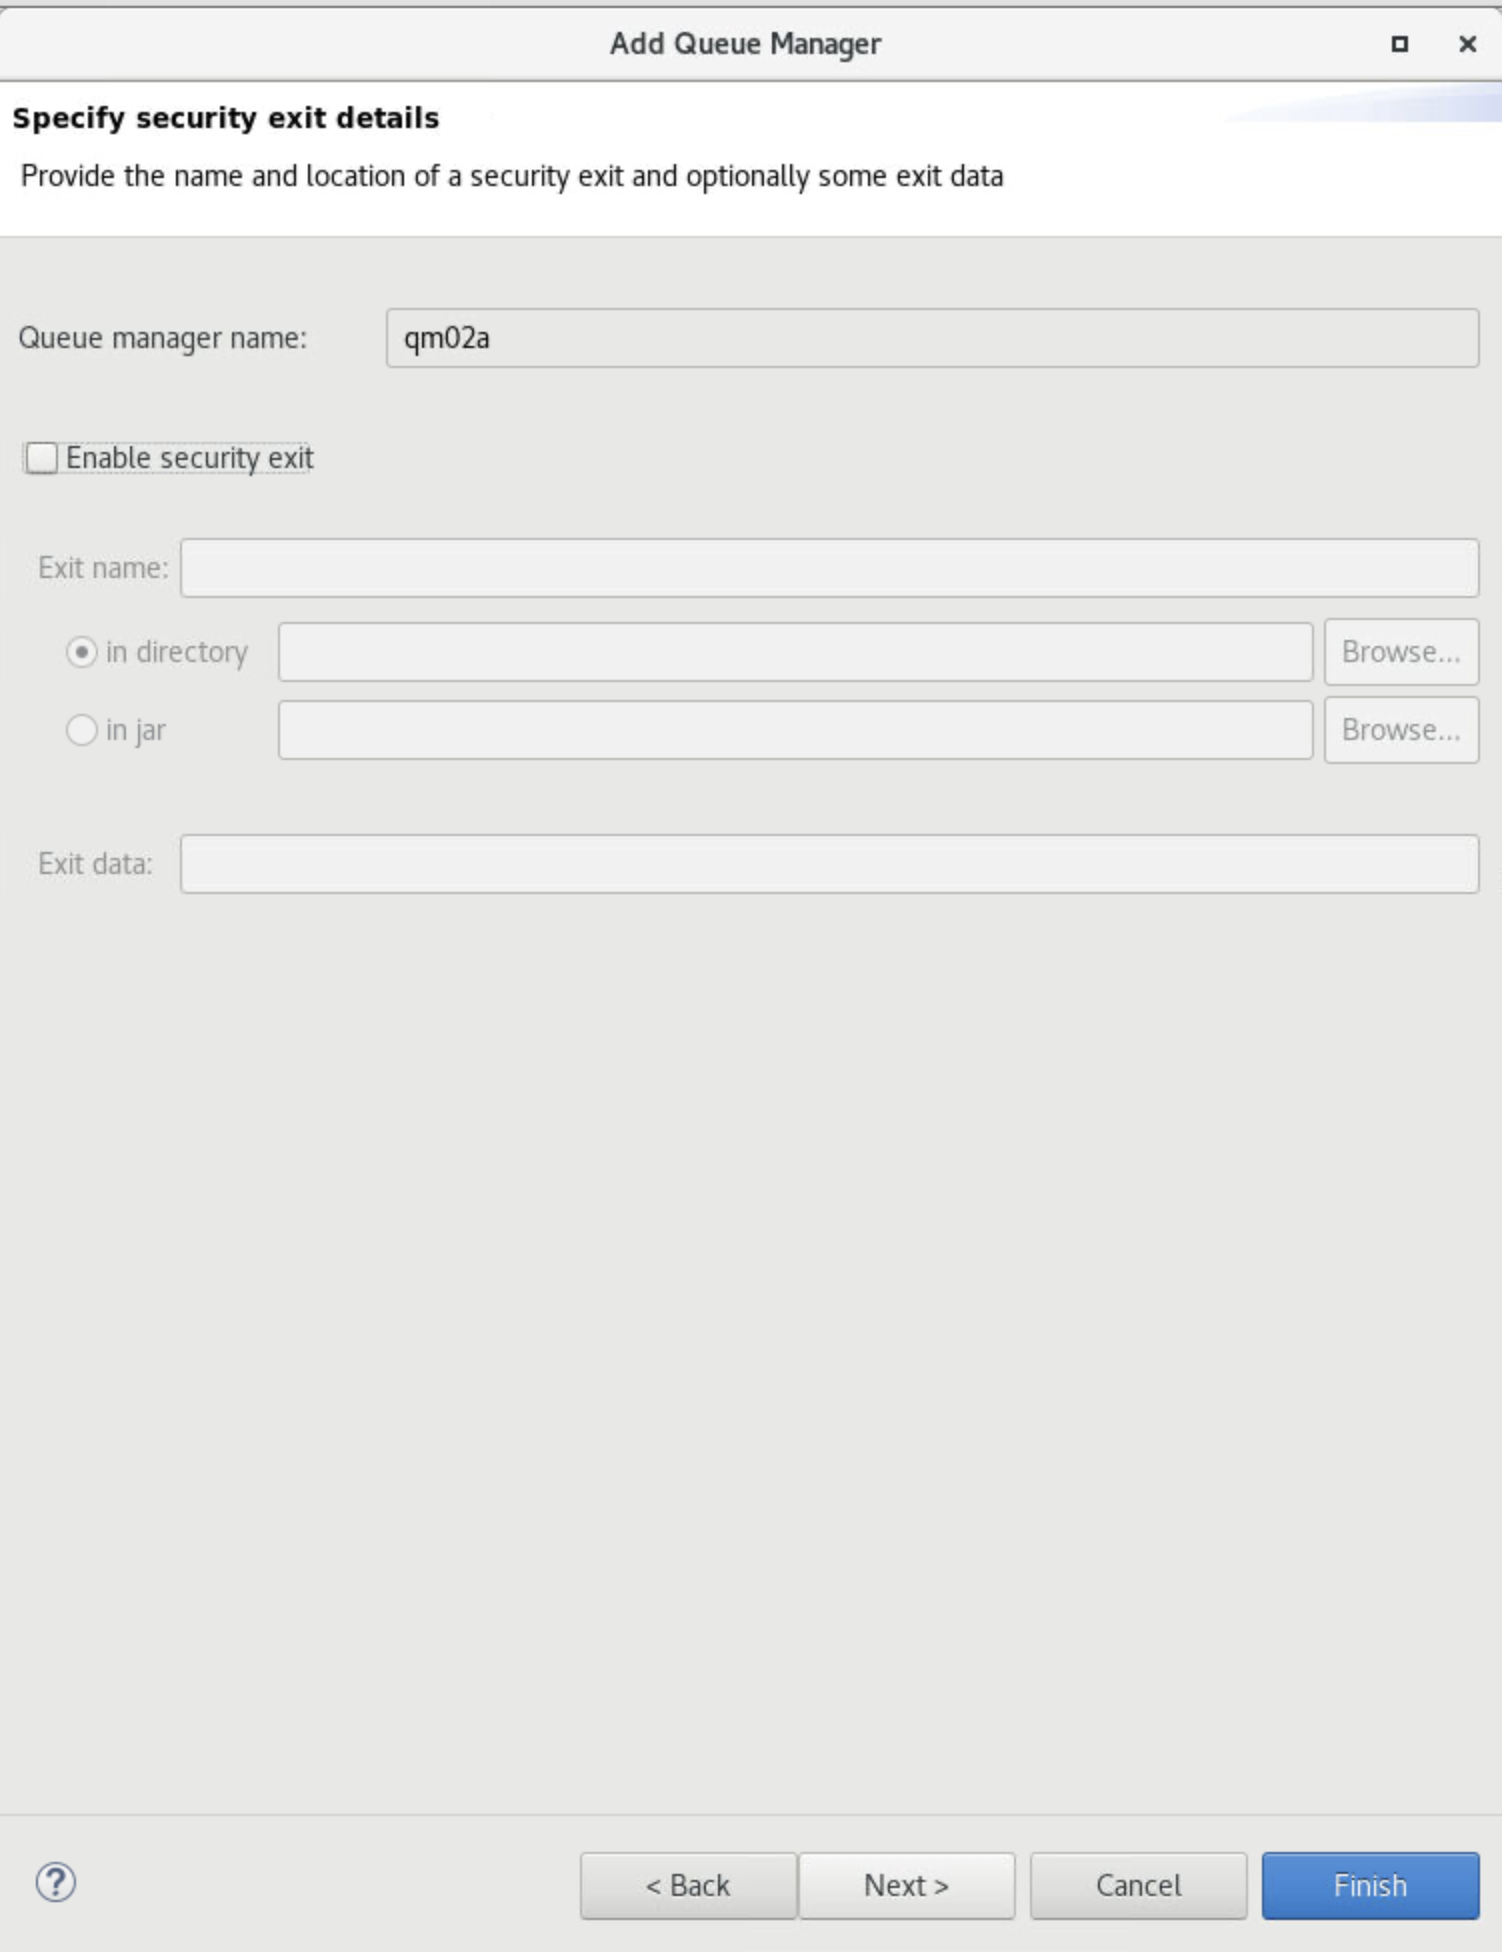 Add Queue Manager
Specify security exit details
Provide the name and location of a security exit and optionally some exit data
Queue manager name: qm02a
Enable security exit
Exit name:
in directory Browse...
in jar Browse...
Exit data:
? < Back Next > Cancel Finish